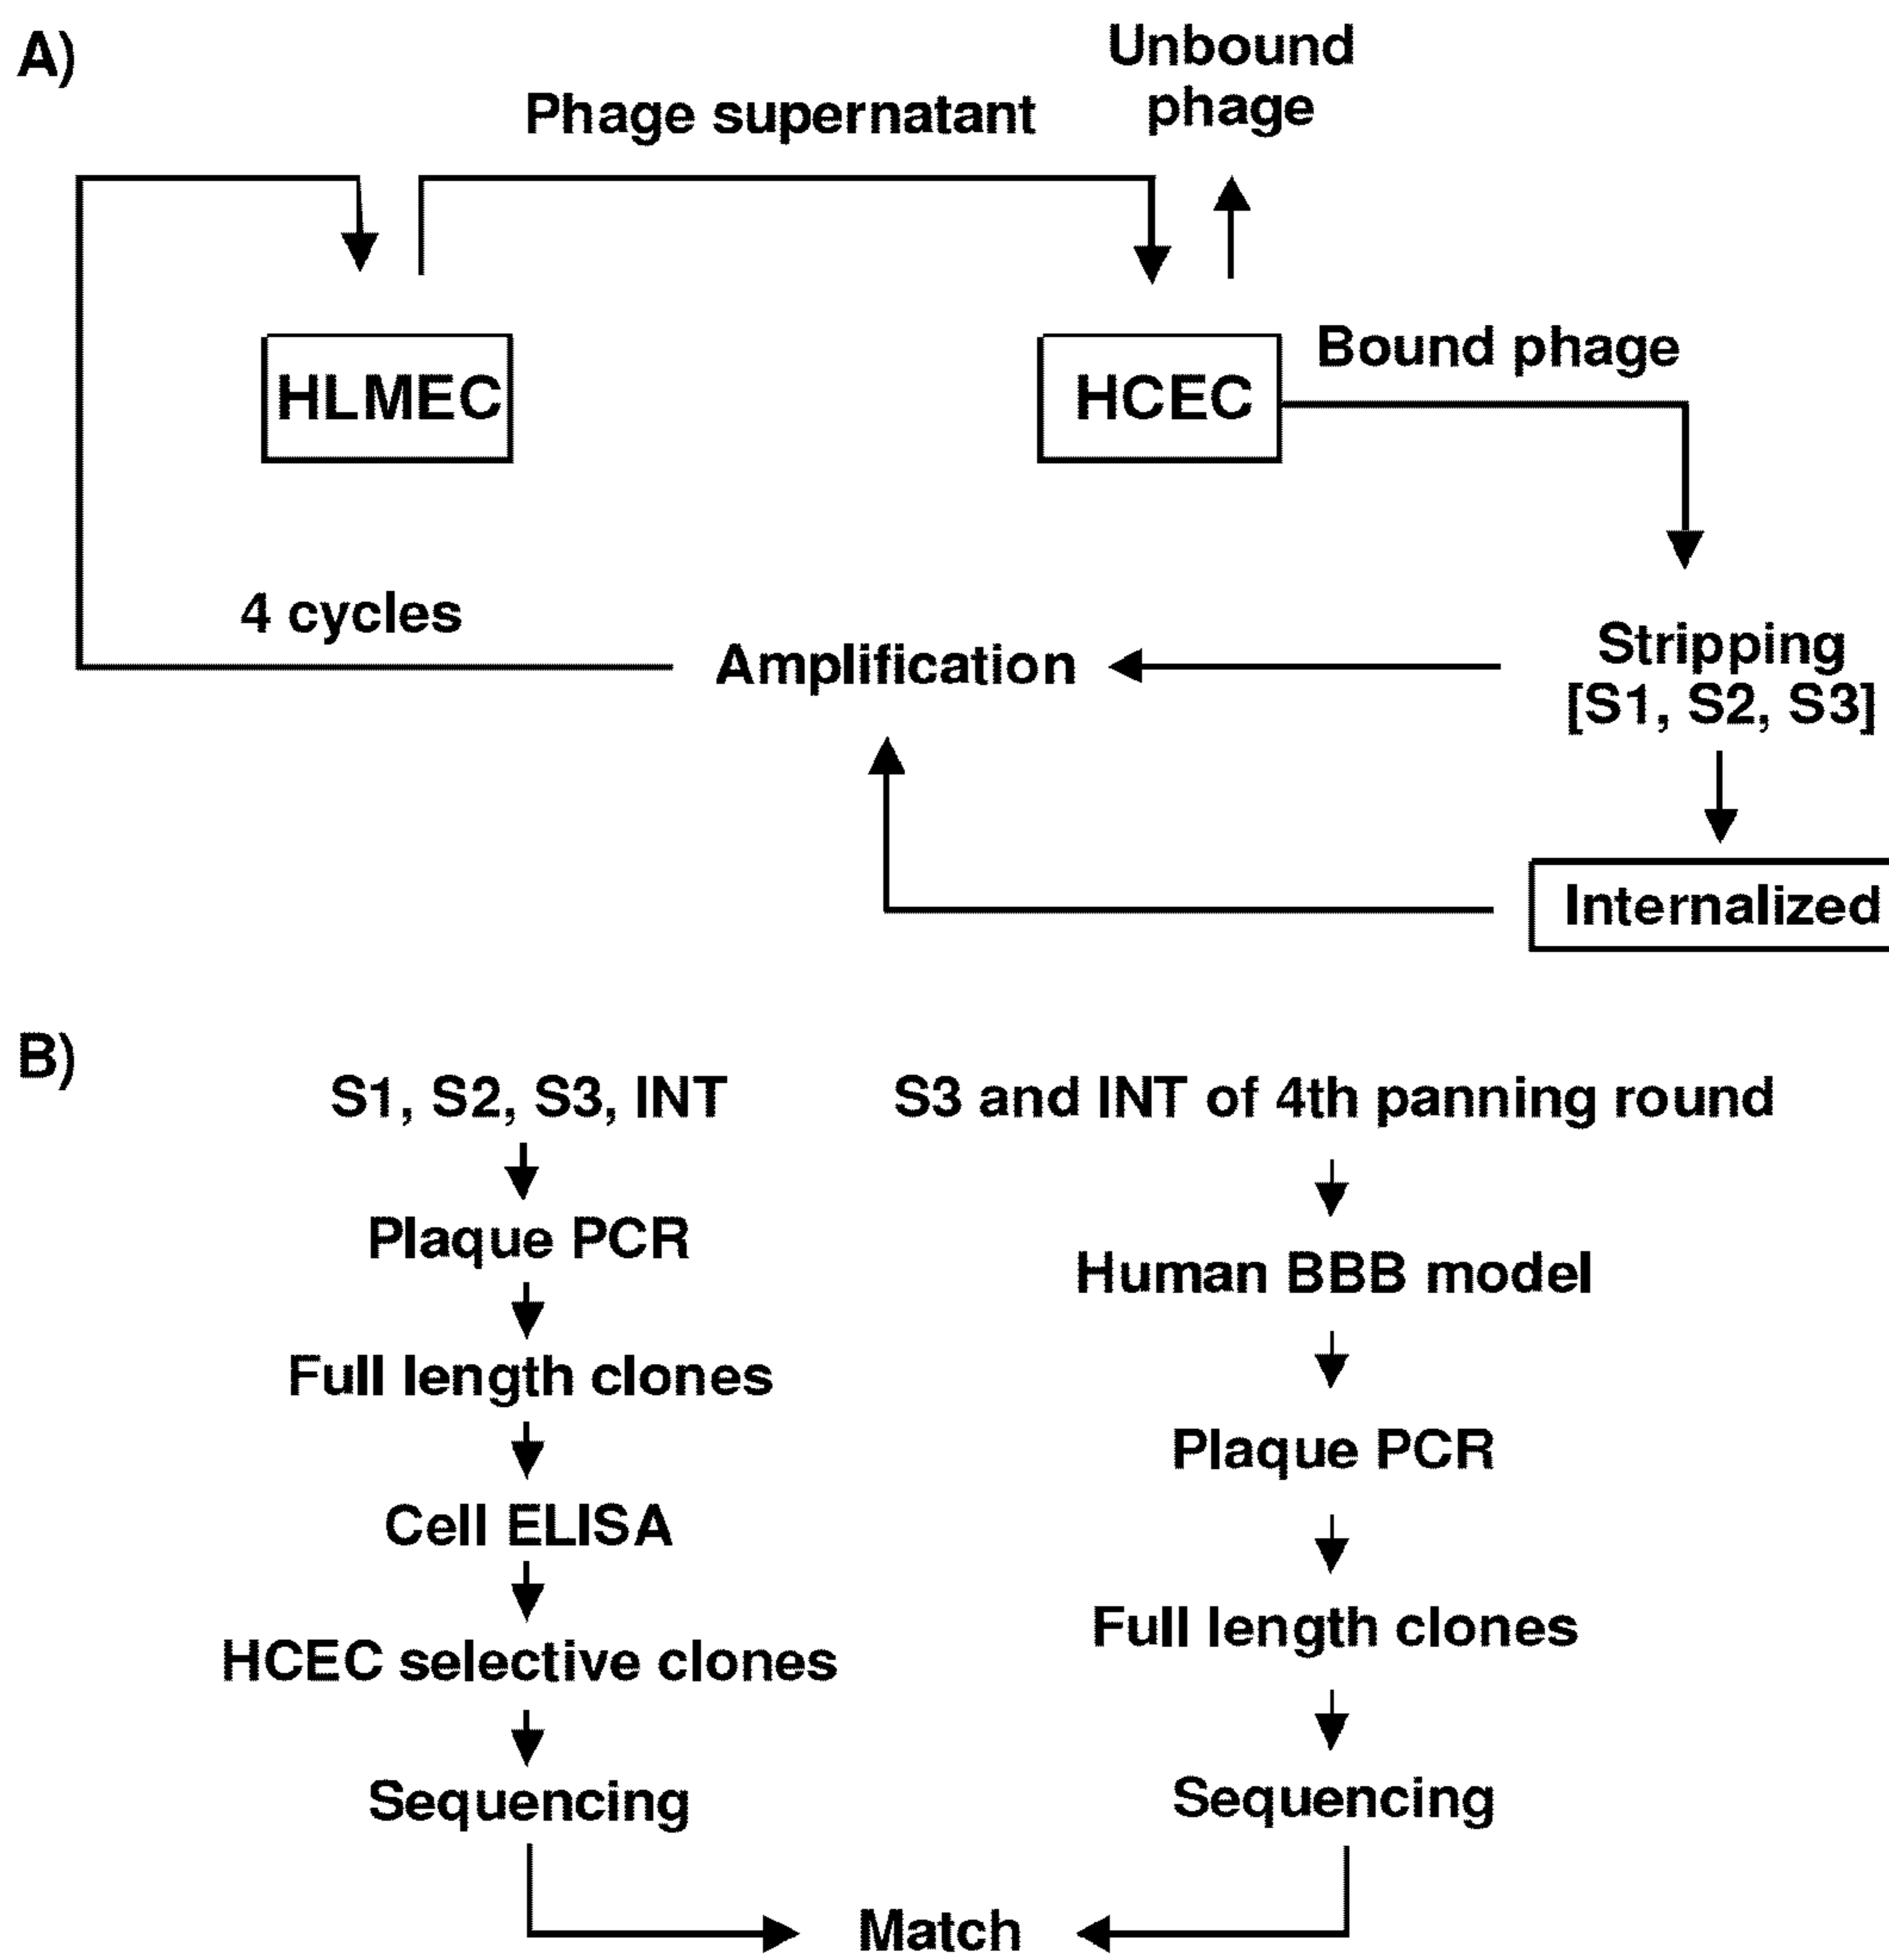 A)
Unbound
phage
Phage supernatant
HLMEC
HCEC
Bound phage
4 cycles
Amplification
Stripping
[S1, S2, S3]
Internalized
B)
S1, S2, S3, INT
Plaque PCR
Full length clones
Cell ELISA
HCEC selective clones
Sequencing
S3 and INT of 4th panning round
Human BBB model
Plaque PCR
Full length clones
Sequencing
Match